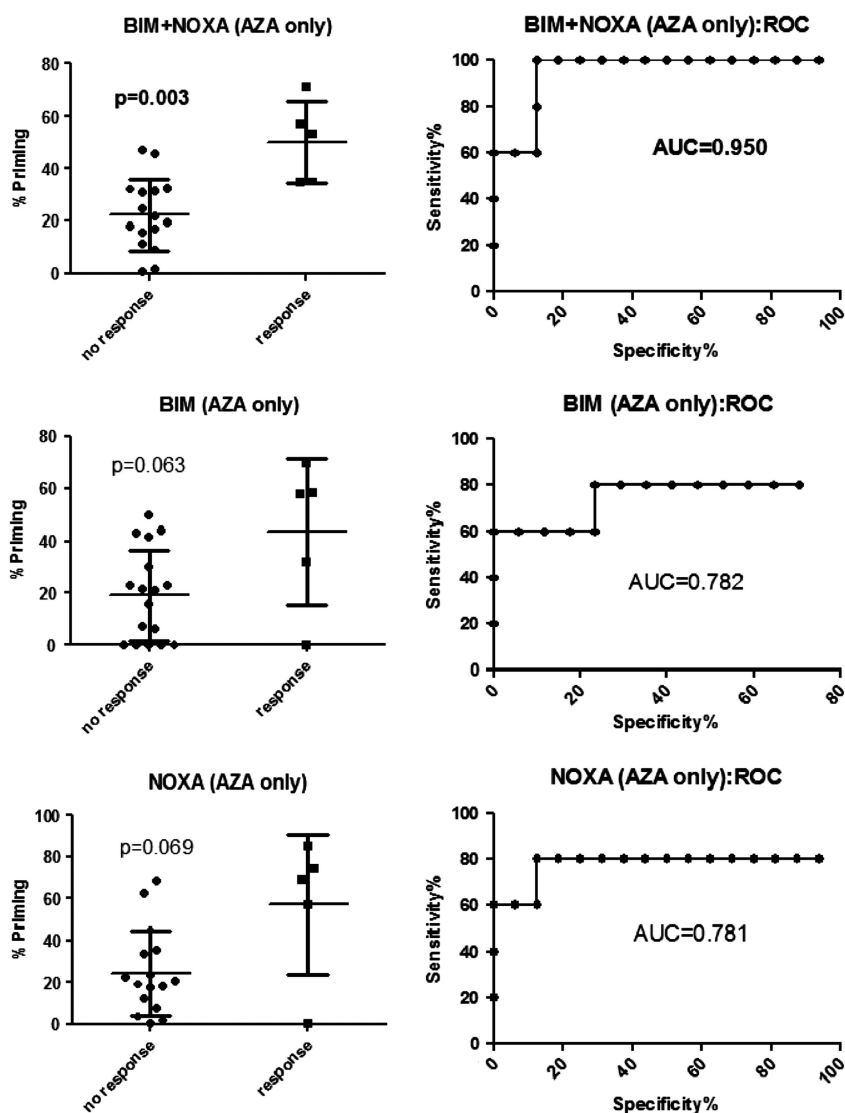 BIM+NOXA (AZA only)
% Priming
80
60
40
20
0
p=0.003
no response
response
BIM+NOXA (AZA only):ROC
Sensitivity%
100
80
60
40
20
0
AUC=0.950
0
20
40
60
80
100
Specificity%
BIM (AZA only)
% Priming
80
60
40
20
0
p=0.063
no response
response
BIM (AZA only):ROC
Sensitivity%
100
80
60
40
20
0
AUC=0.782
0
20
40
60
80
Specificity%
NOXA (AZA only)
% Priming
100
80
60
40
20
0
p=0.069
no response
response
NOXA (AZA only):ROC
Sensitivity%
100
80
60
40
20
0
AUC=0.781
0
20
40
60
80
100
Specificity%